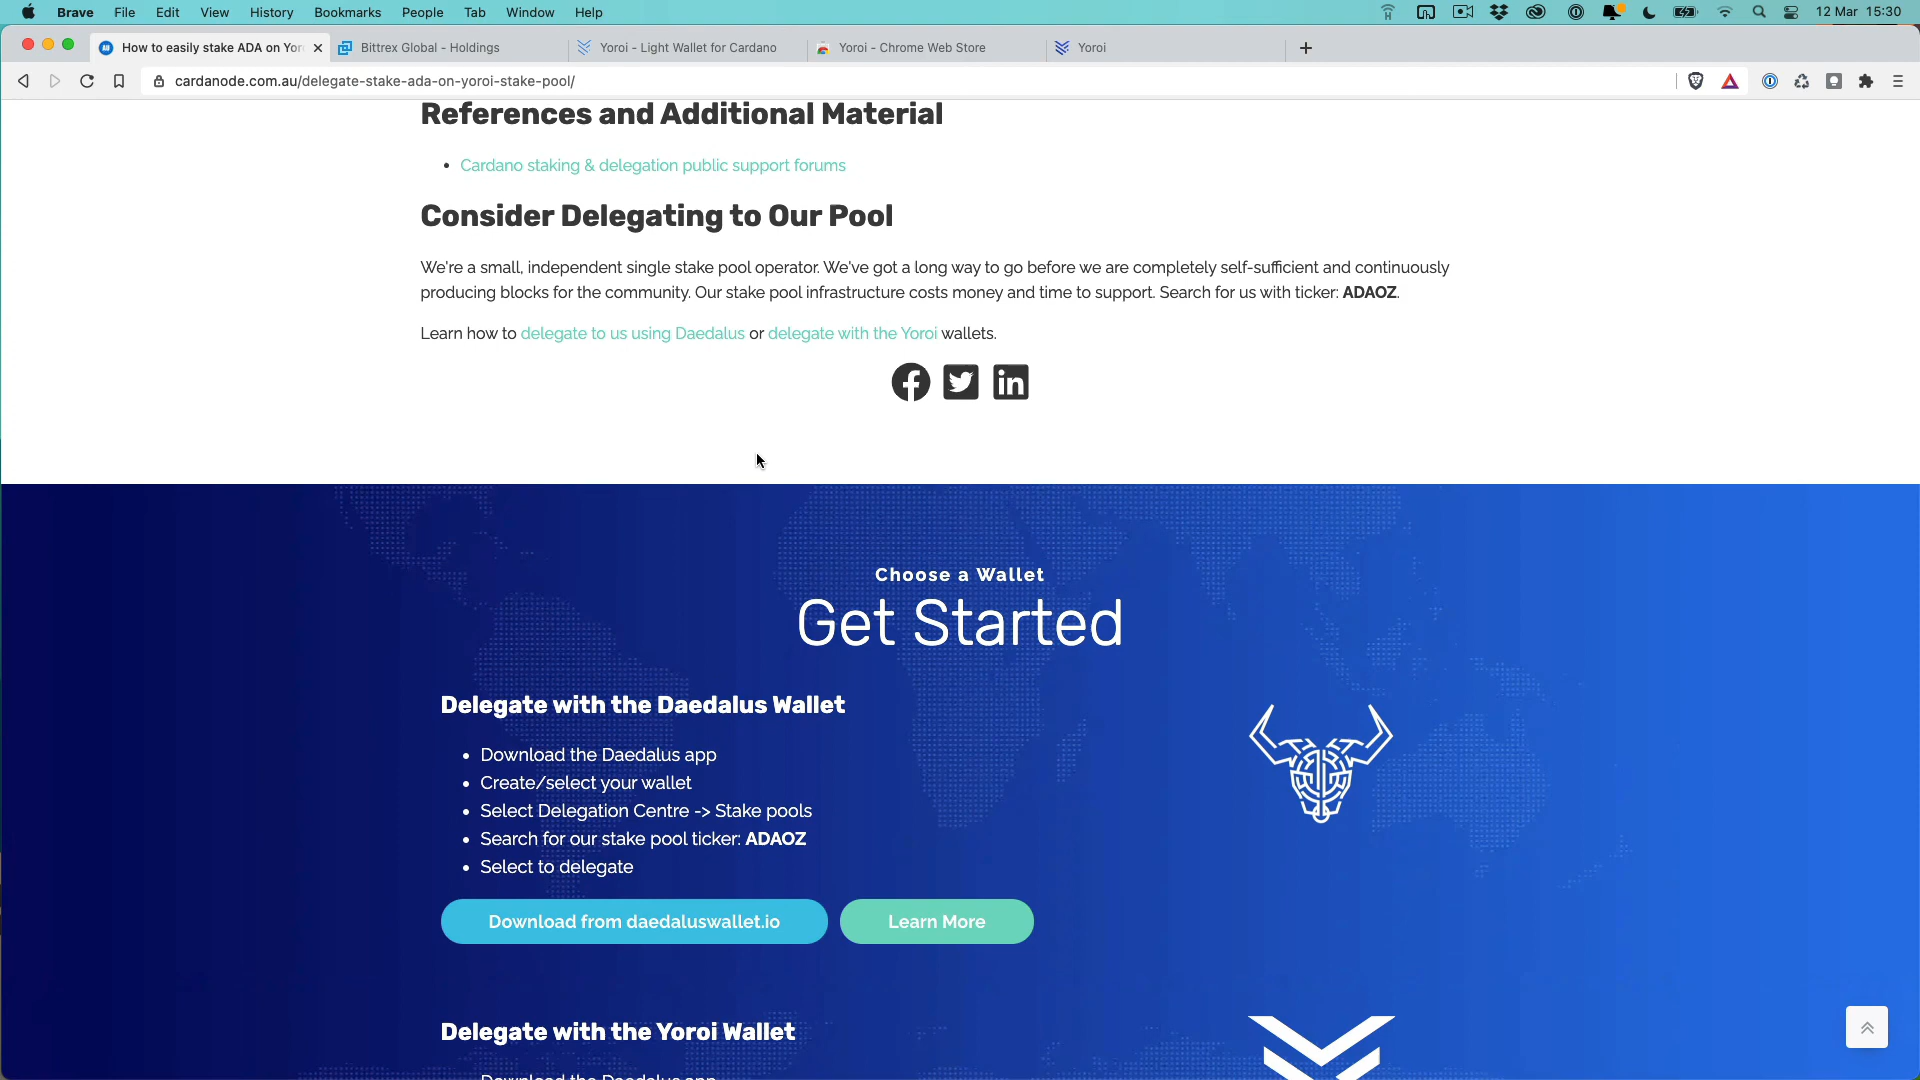 Brave File Edit View History Bookmarks People Tab Window Help 12 Mar 15:30
How to easily stake ADA on Yor Bittrex Global - Holdings Yoroi - Light Wallet for Cardano Yoroi - Chrome Web Store Yoroi
cardanode.com.au/delegate-stake-ada-on-yoroi-stake-pool/
References and Additional Material
Cardano staking & delegation public support forums
Consider Delegating to Our Pool
We're a small, independent single stake pool operator. We've got a long way to go before we are completely self-sufficient and continuously
producing blocks for the community. Our stake pool infrastructure costs money and time to support. Search for us with ticker: ADAOZ.
Learn how to delegate to us using Daedalus or delegate with the Yoroi wallets.
Choose a Wallet
Get Started
Delegate with the Daedalus Wallet
Download the Daedalus app
Create/select your wallet
Select Delegation Centre -> Stake pools
Search for our stake pool ticker: ADAOZ
Select to delegate
Download from daedaluswallet.io Learn More
Delegate with the Yoroi Wallet
Download the Daedalus app